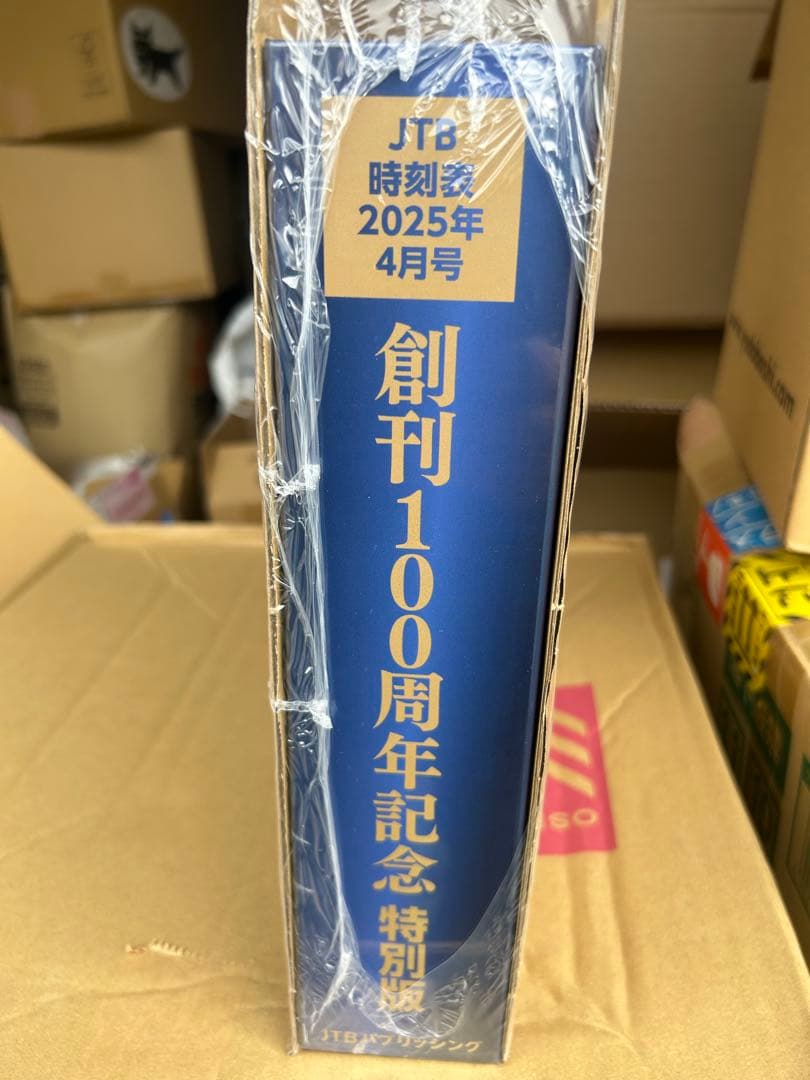 JTB
時刻表
2025年
4月号
創刊100周年記念 特別版
JTBパブリッシング